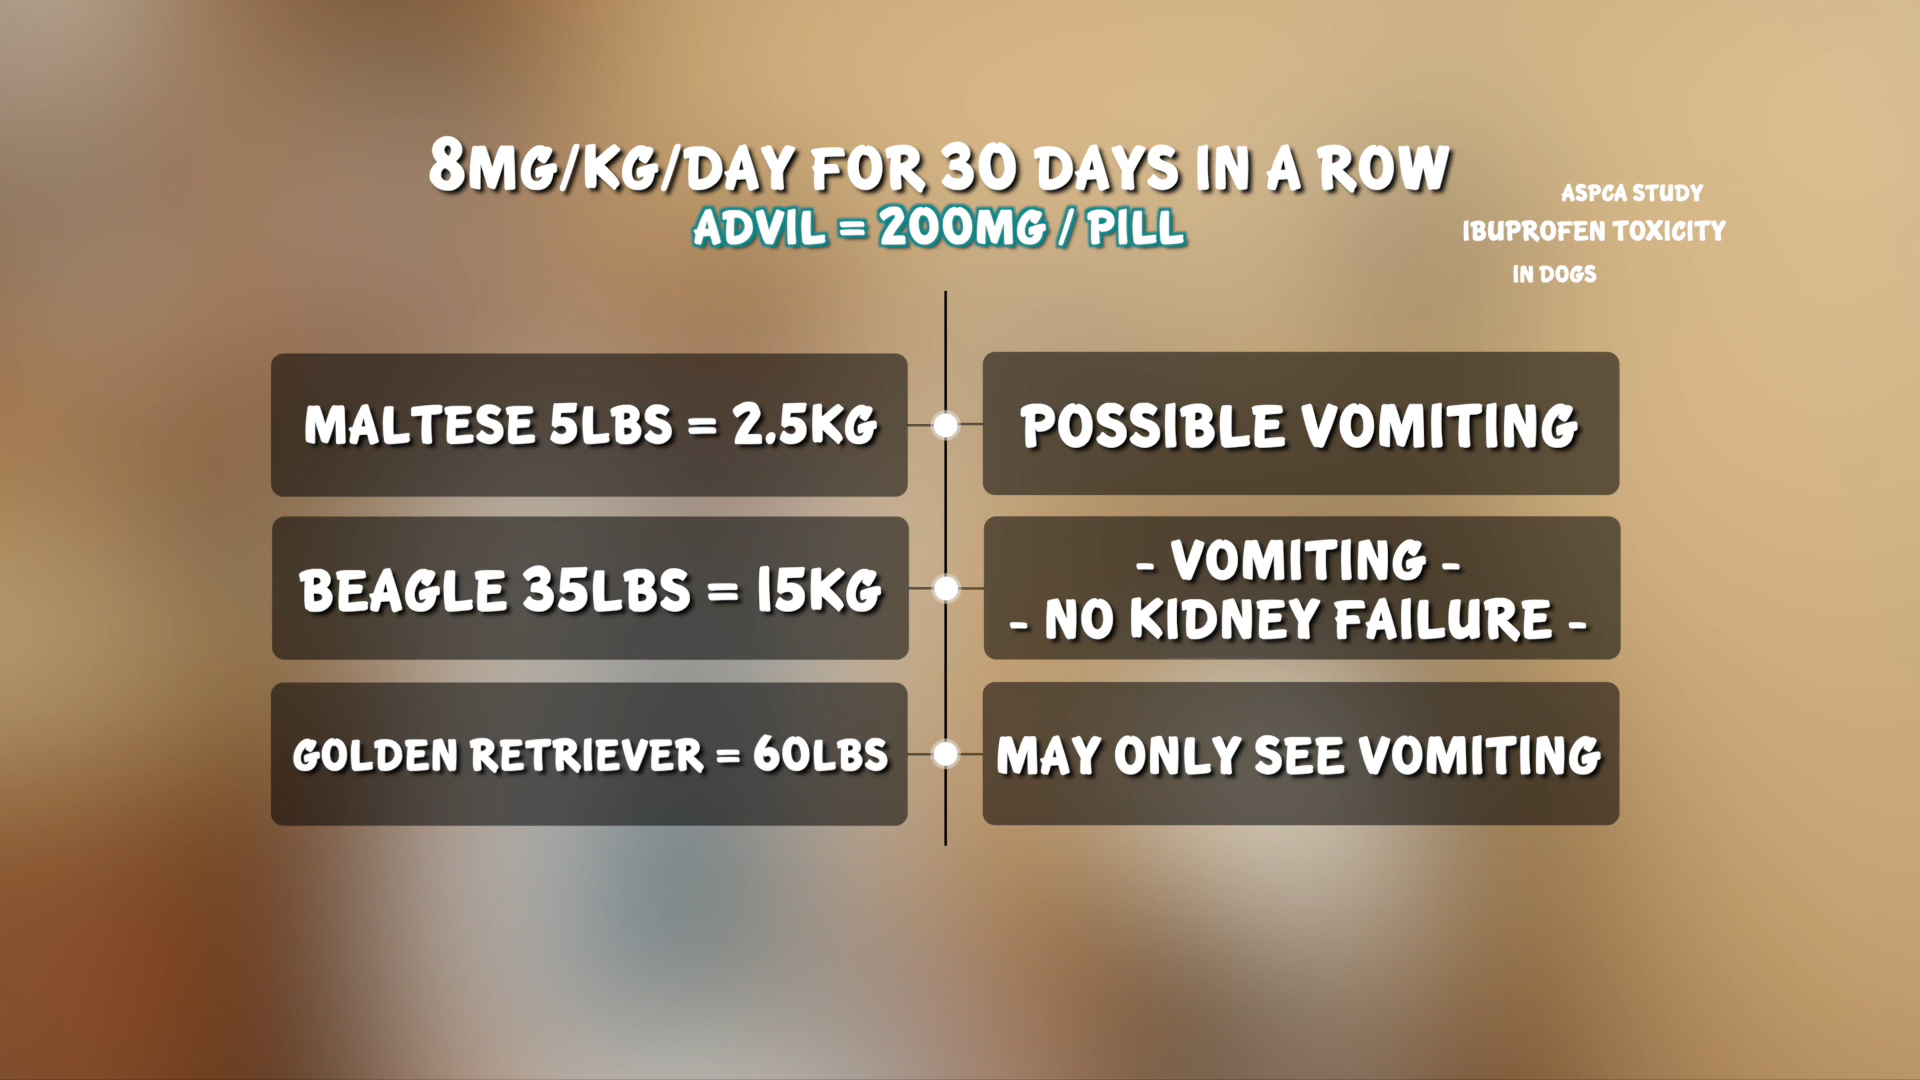 8MG/KG/DAY FOR 30 DAYS IN A ROW
ADVIL = 200MG / PILL
ASPCA STUDY
IBUPROFEN TOXICITY
IN DOGS
MALTESE 5LBS = 2.5KG
POSSIBLE VOMITING
BEAGLE 35LBS = 15KG
- VOMITING -
- NO KIDNEY FAILURE -
GOLDEN RETRIEVER = 60LBS
MAY ONLY SEE VOMITING